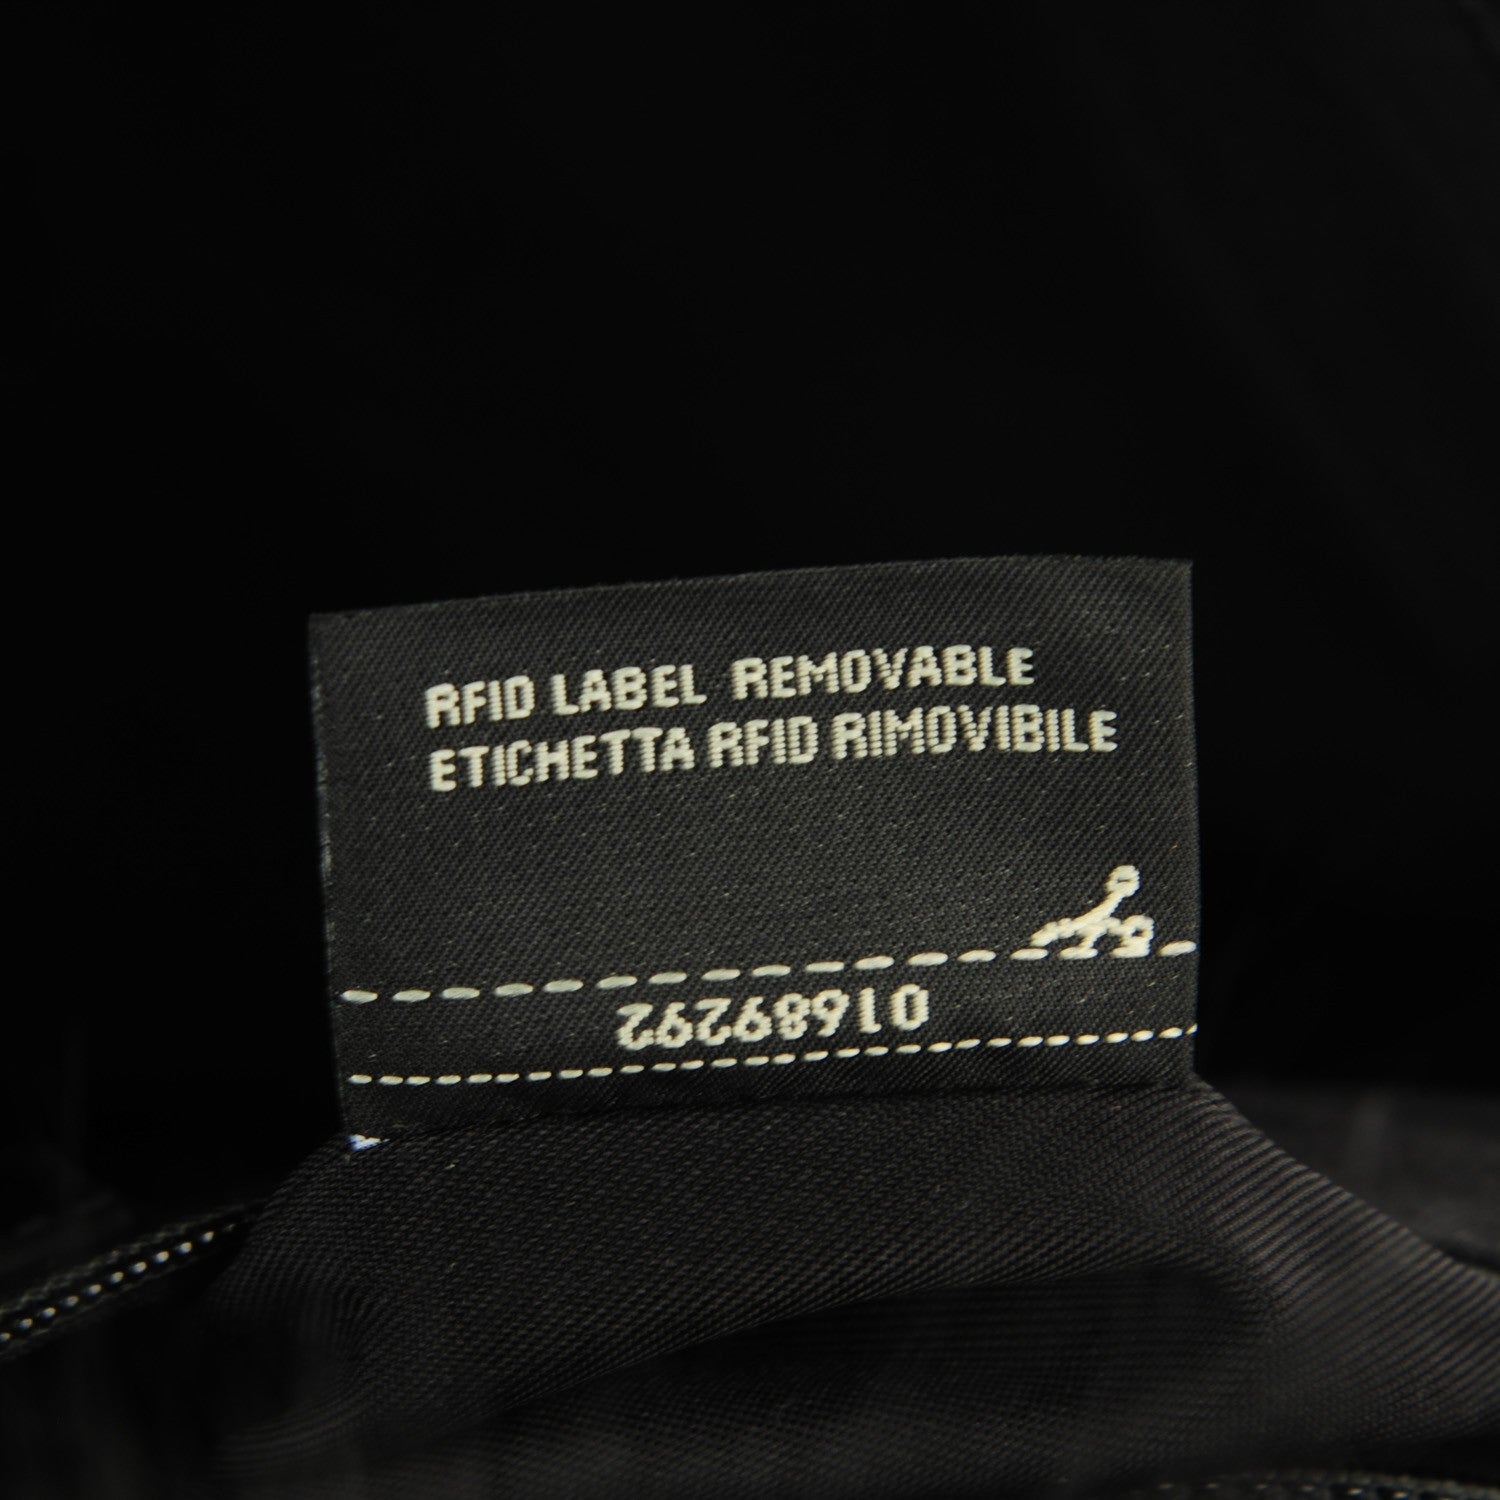 RFID LABEL REMOVABLE
ETICHETTA RFID RIMOVIBILE
01689292